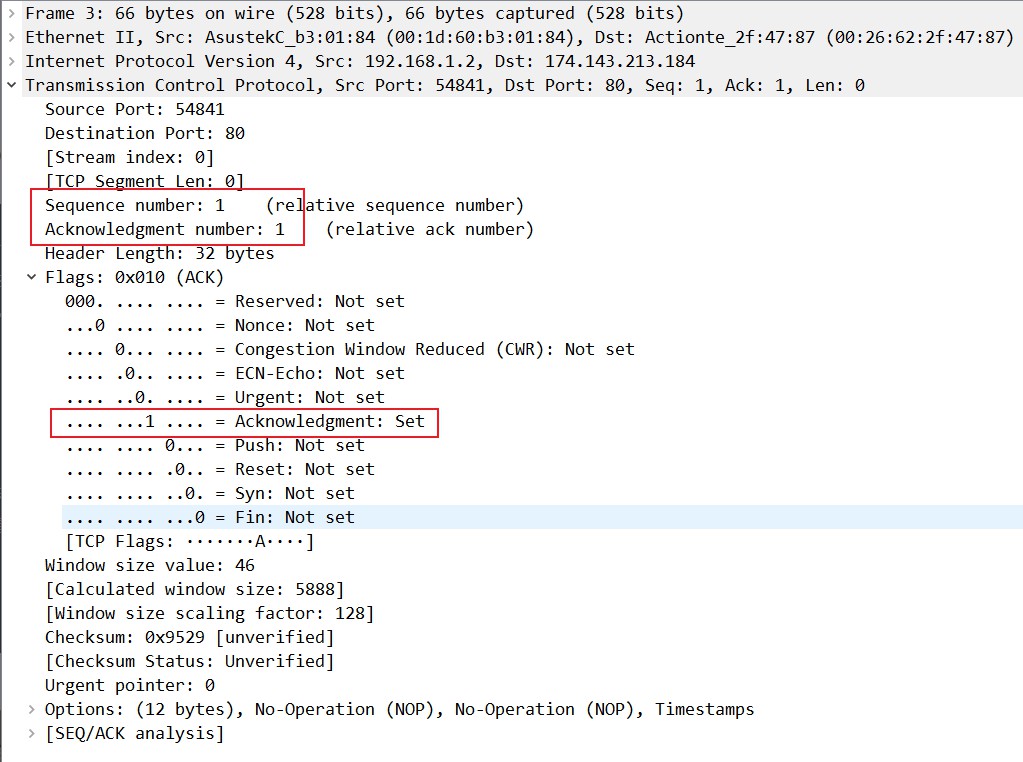 Frame 3: 66 bytes on wire (528 bits), 66 bytes captured (528 bits)
Ethernet II, Src: AsustekC_b3:01:84 (00:1d:60:b3:01:84), Dst: Actionte_2f:47:87 (00:26:62:2f:47:87)
Internet Protocol Version 4, Src: 192.168.1.2, Dst: 174.143.213.184
Transmission Control Protocol, Src Port: 54841, Dst Port: 80, Seq: 1, Ack: 1, Len: 0
Source Port: 54841
Destination Port: 80
[Stream index: 0]
[TCP Segment Len: 0]
Sequence number: 1    (relative sequence number)
Acknowledgment number: 1    (relative ack number)
Header Length: 32 bytes
Flags: 0x010 (ACK)
000. .... .... = Reserved: Not set
...0 .... .... = Nonce: Not set
.... 0... .... = Congestion Window Reduced (CWR): Not set
.... .0.. .... = ECN-Echo: Not set
.... ..0. .... = Urgent: Not set
.... ...1 .... = Acknowledgment: Set
.... .... 0... = Push: Not set
.... .... .0.. = Reset: Not set
.... .... ..0. = Syn: Not set
.... .... ...0 = Fin: Not set
[TCP Flags: ·······A····]
Window size value: 46
[Calculated window size: 5888]
[Window size scaling factor: 128]
Checksum: 0x9529 [unverified]
[Checksum Status: Unverified]
Urgent pointer: 0
Options: (12 bytes), No-Operation (NOP), No-Operation (NOP), Timestamps
[SEQ/ACK analysis]